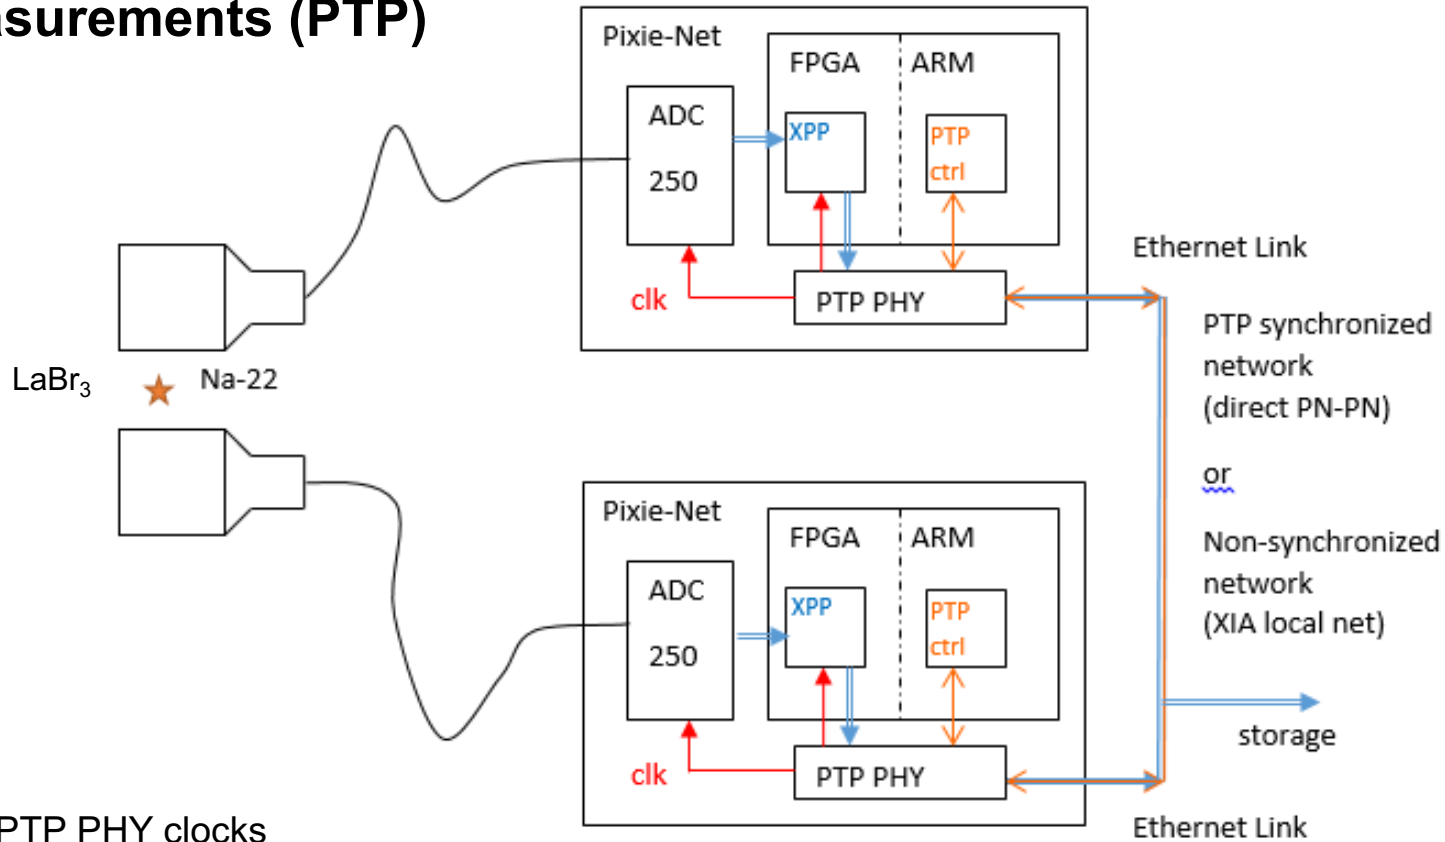 asurements (PTP)
Pixie-Net
FPGA
ARM
ADC
250
XPP
PTP
ctrl
clk
PTP PHY
Ethernet Link
PTP synchronized
network
(direct PN-PN)
or
Non-synchronized
network
(XIA local net)
LaBr3
Na-22
Pixie-Net
FPGA
ARM
ADC
250
XPP
PTP
ctrl
clk
PTP PHY
storage
Ethernet Link
PTP PHY clocks